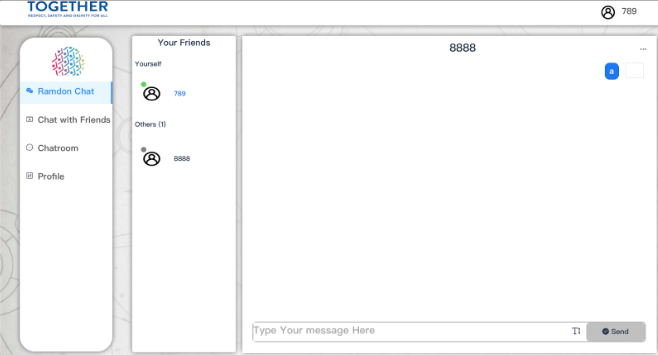 TOGETHER
RESPECT, SAFETY AND DIGNITY FOR ALL
789
Ramdon Chat
Chat with Friends
Chatroom
Profile
Your Friends
Yourself
789
Others (1)
8888
8888
...
a
Type Your message Here
TI
Send